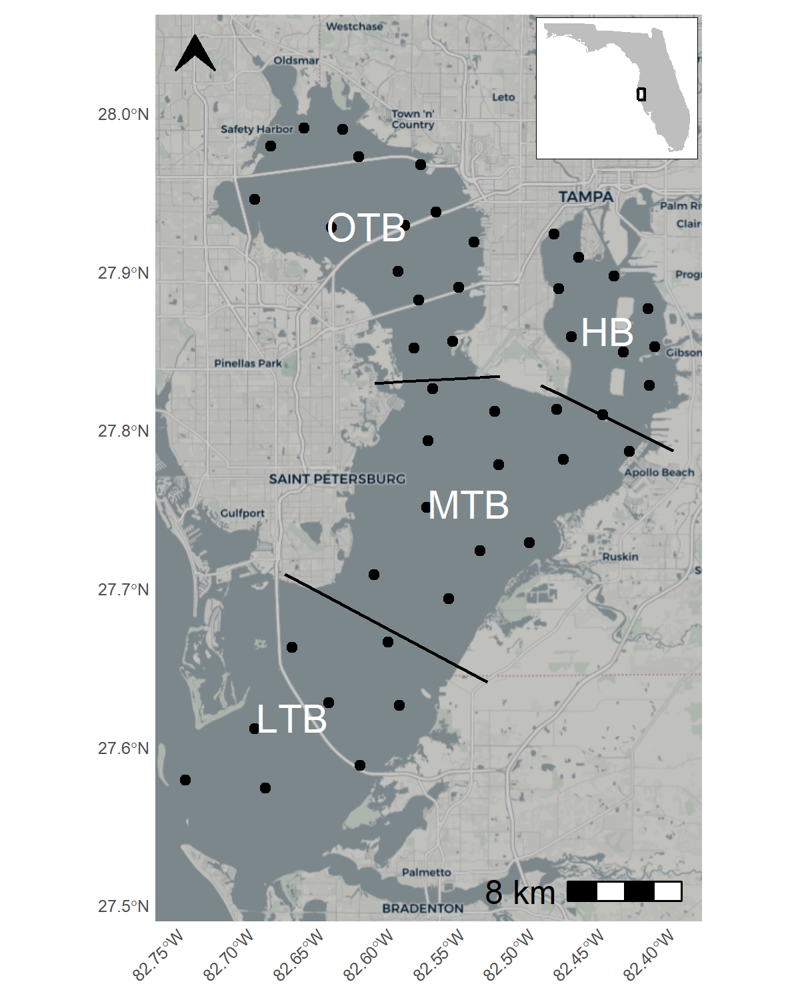 Westchase
Oldsmar
Leto
Town 'n'
Country
Safety Harbor
28.0°N
TAMPA
Palm Ri
Clair
OTB
27.9°N
Progr
HB
Gibson
Pinellas Park
27.8°N
SAINT PETERSBURG
Apollo Beach
MTB
Gulfport
Ruskin
27.7°N
LTB
27.6°N
Palmetto
8 km
BRADENTON
27.5°N
82.75°W
82.70°W
82.65°W
82.60°W
82.55°W
82.50°W
82.45°W
82.40°W